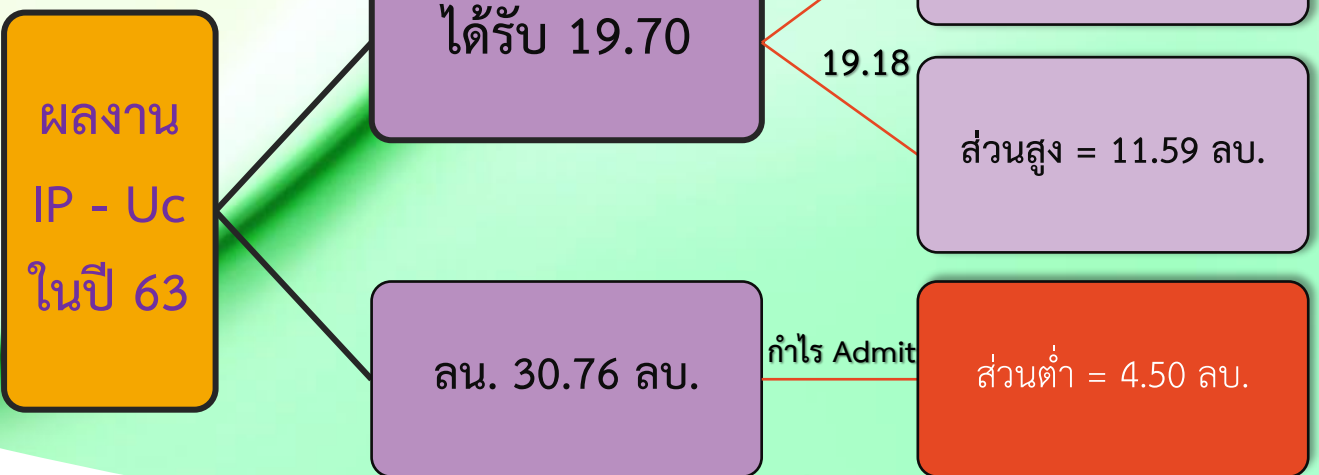 ผลงาน
IP - Uc
ในปี 63
ได้รับ 19.70
19.18
ส่วนสูง = 11.59 ลบ.
ลน. 30.76 ลบ.
กำไร Admit
ส่วนต่ำ = 4.50 ลบ.